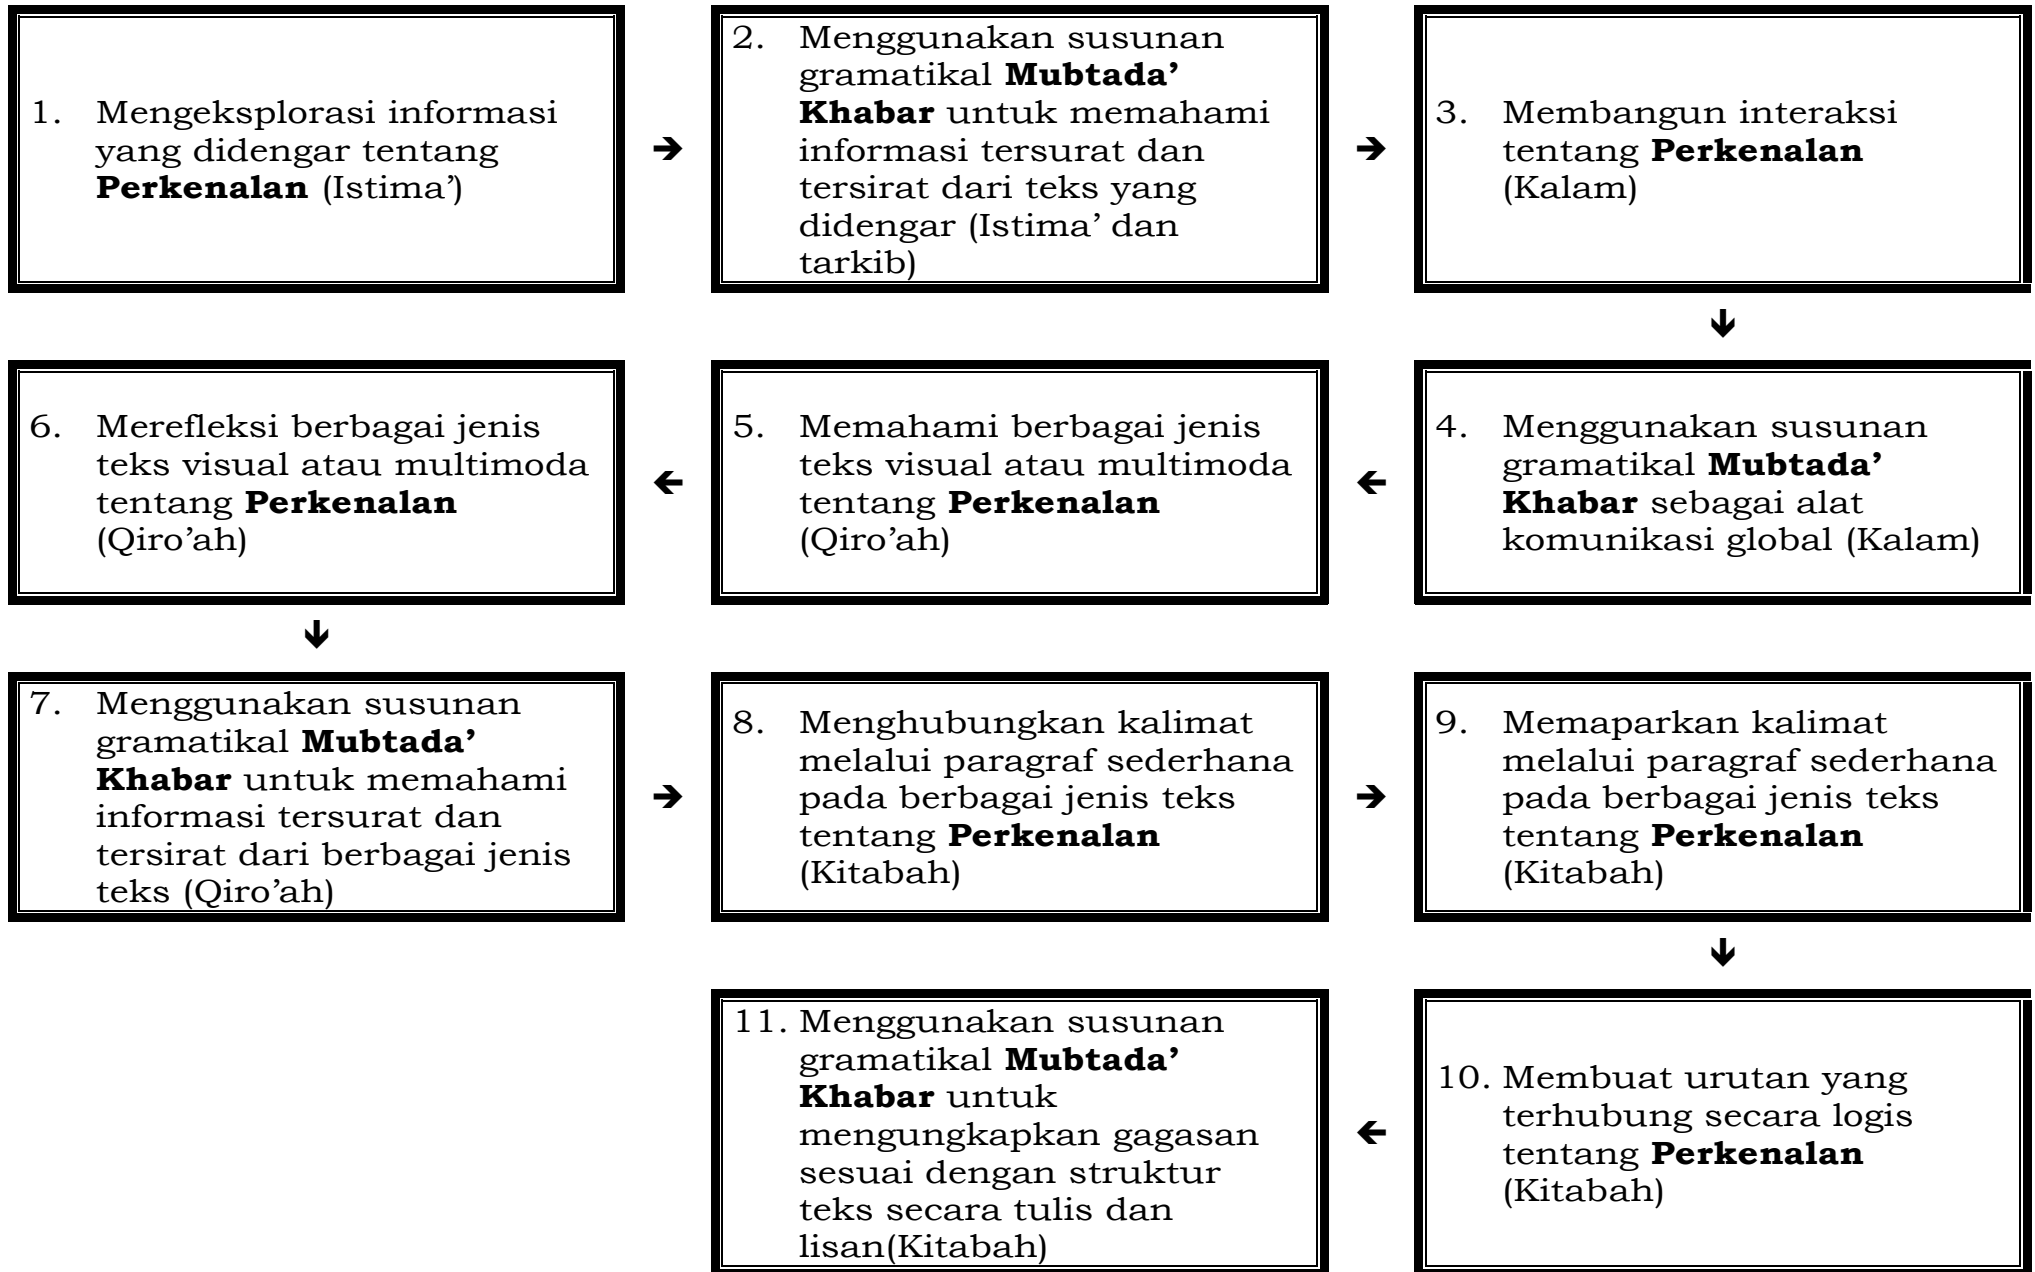 1. Mengeksplorasi informasi
yang didengar tentang
Perkenalan (Istima’)
➔
2. Menggunakan susunan
gramatikal Mubtada’
Khabar untuk memahami
informasi tersurat dan
tersirat dari teks yang
didengar (Istima’ dan
tarkib)
➔
3. Membangun interaksi
tentang Perkenalan
(Kalam)
🡳
4. Menggunakan susunan
gramatikal Mubtada’
Khabar sebagai alat
komunikasi global (Kalam)
🡰
5. Memahami berbagai jenis
teks visual atau multimoda
tentang Perkenalan
(Qiro’ah)
🡰
6. Merefleksi berbagai jenis
teks visual atau multimoda
tentang Perkenalan
(Qiro’ah)
🡳
7. Menggunakan susunan
gramatikal Mubtada’
Khabar untuk memahami
informasi tersurat dan
tersirat dari berbagai jenis
teks (Qiro’ah)
➔
8. Menghubungkan kalimat
melalui paragraf sederhana
pada berbagai jenis teks
tentang Perkenalan
(Kitabah)
➔
9. Memaparkan kalimat
melalui paragraf sederhana
pada berbagai jenis teks
tentang Perkenalan
(Kitabah)
🡳
10. Membuat urutan yang
terhubung secara logis
tentang Perkenalan
(Kitabah)
🡰
11. Menggunakan susunan
gramatikal Mubtada’
Khabar untuk
mengungkapkan gagasan
sesuai dengan struktur
teks secara tulis dan
lisan(Kitabah)